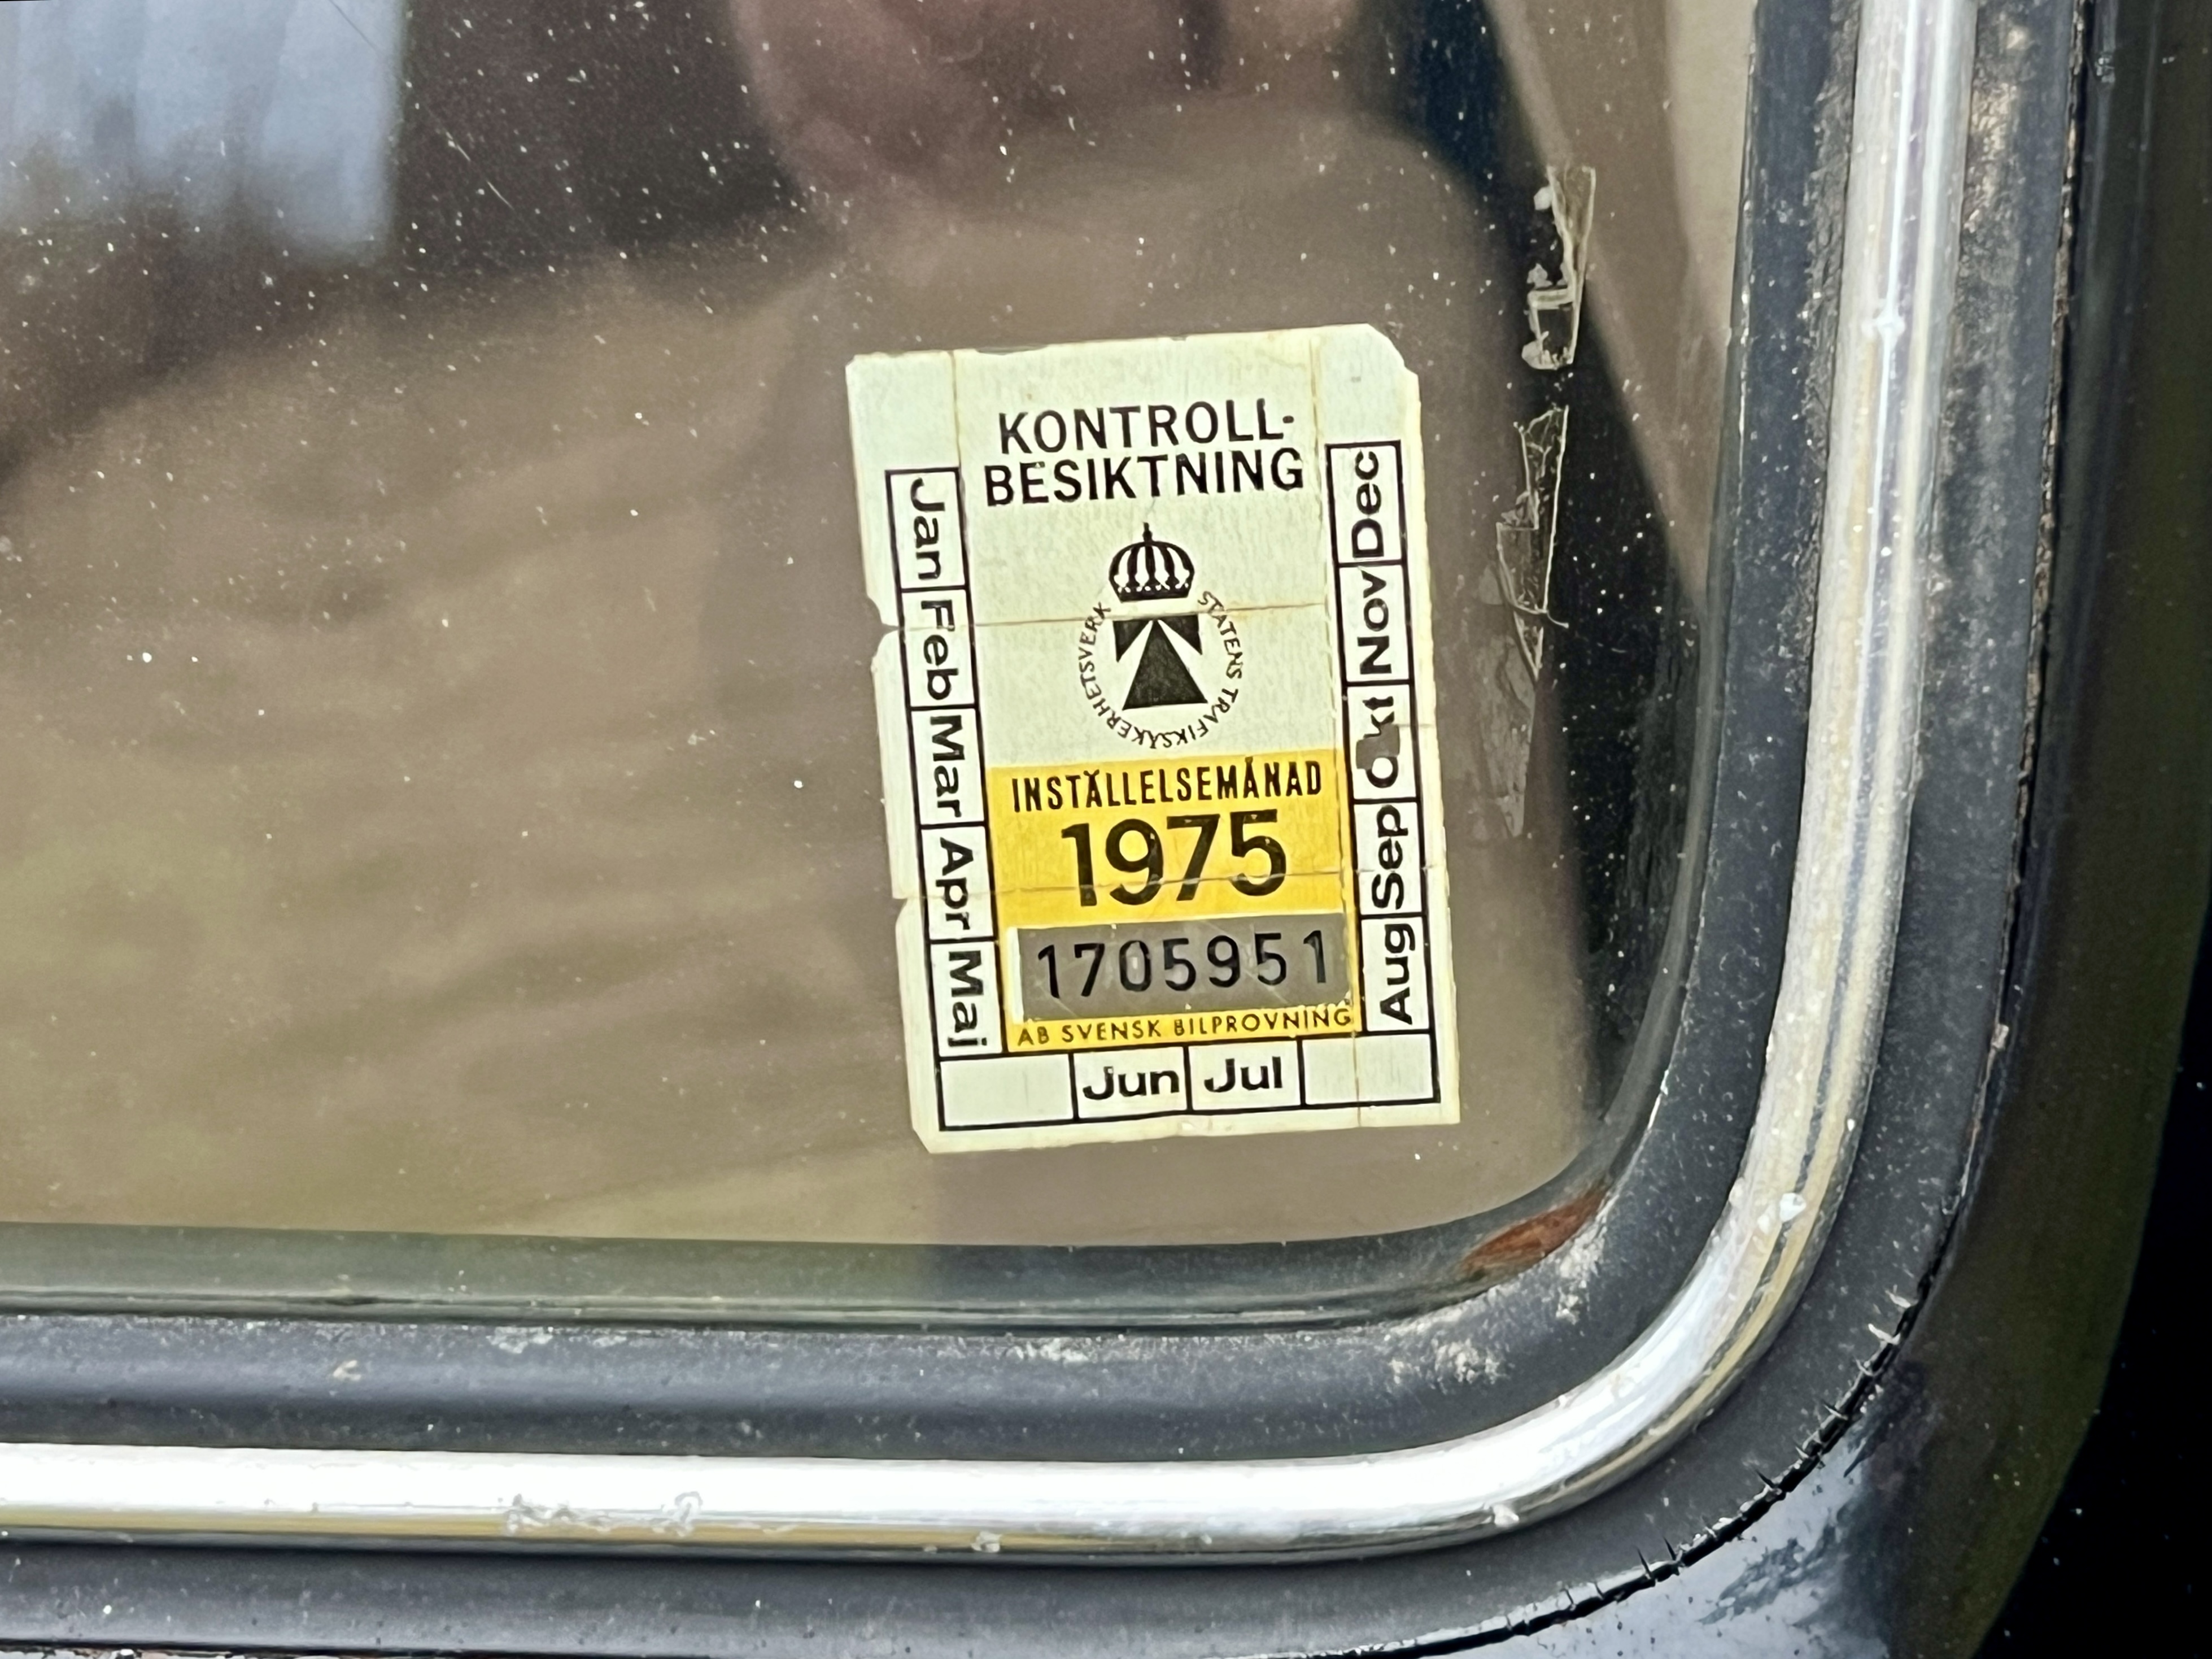 KONTROLL-
BESIKTNING
STATENS TRAFIKSÄKERHETSVERK
INSTÄLLELSEMÅNAD
1975
1705951
AB SVENSK BILPROVNING
Jan Feb Mar Apr Maj
Jun Jul
Aug Sep Okt Nov Dec